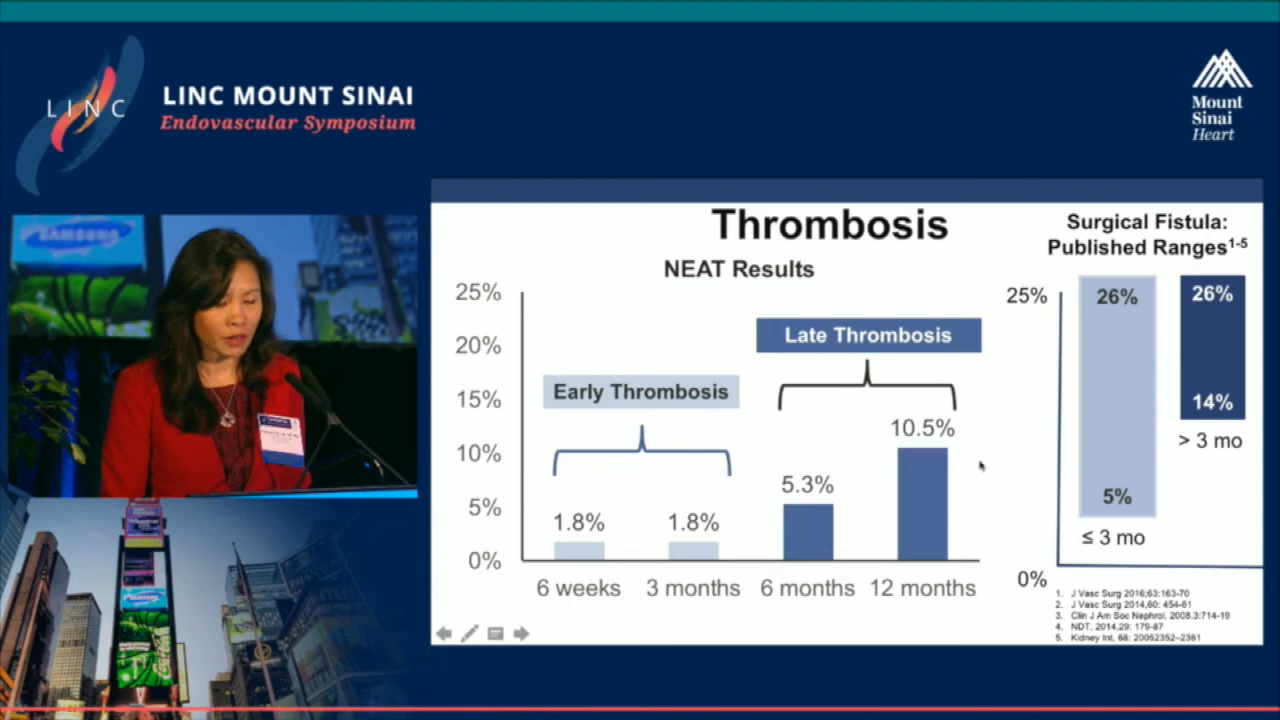 LINC
LINC MOUNT SINAI
Endovascular Symposium
Mount
Sinai
Heart
SAMSUNG
Thrombosis
NEAT Results
25%
20%
15%
10%
5%
0%
Early Thrombosis
Late Thrombosis
1.8%
1.8%
5.3%
10.5%
6 weeks
3 months
6 months
12 months
Surgical Fistula:
Published Ranges1-5
25%
0%
26%
5%
≤ 3 mo
26%
14%
> 3 mo
1. J Vasc Surg 2016;63:163-70
2. J Vasc Surg 2014,60: 454-61
3. Clin J Am Soc Nephrol, 2008.3:714-19
4. NDT, 2014,29: 179-87
5. Kidney Int, 68: 20052352–2361